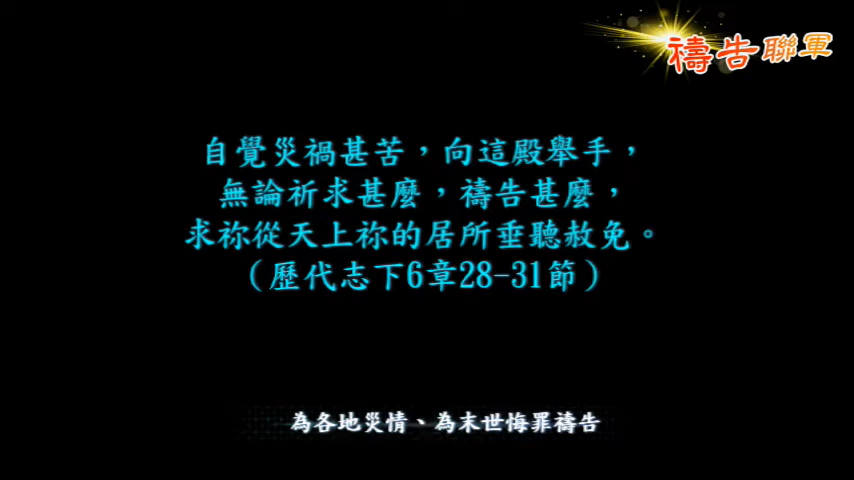 禱告聯軍
自覺災禍甚苦，向這殿舉手，
無論祈求甚麼，禱告甚麼，
求祢從天上祢的居所垂聽赦免。
（歷代志下6章28-31節）
為各地災情、為末世悔罪禱告